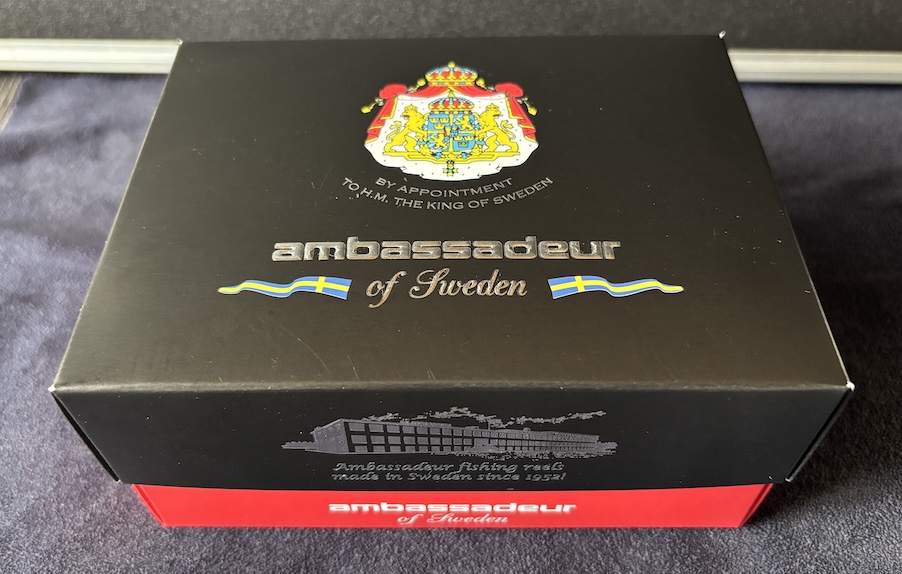 BY APPOINTMENT
TO H.M. THE KING OF SWEDEN
ambassadeur
of Sweden
Ambassadeur fishing reels
made in Sweden since 1952!
ambassadeur
of Sweden